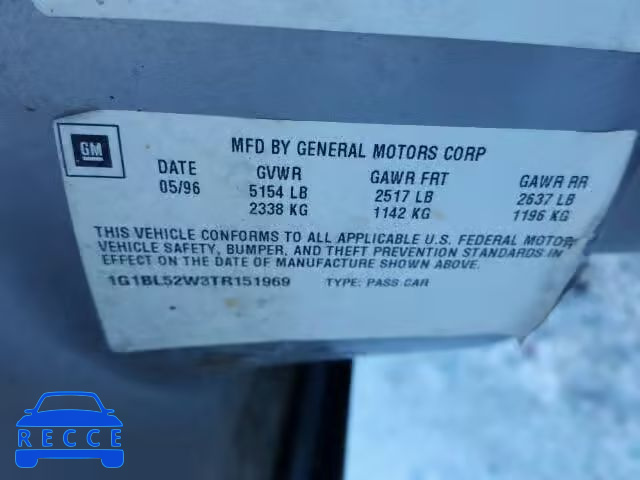 GM
MFD BY GENERAL MOTORS CORP
DATE GVWR GAWR FRT GAWR RR
05/96 5154 LB 2517 LB 2637 LB
2338 KG 1142 KG 1196 KG
THIS VEHICLE CONFORMS TO ALL APPLICABLE U.S. FEDERAL MOTOR
VEHICLE SAFETY, BUMPER, AND THEFT PREVENTION STANDARDS IN
EFFECT ON THE DATE OF MANUFACTURE SHOWN ABOVE.
1G1BL52W3TR151969 TYPE: PASS CAR
RECCE